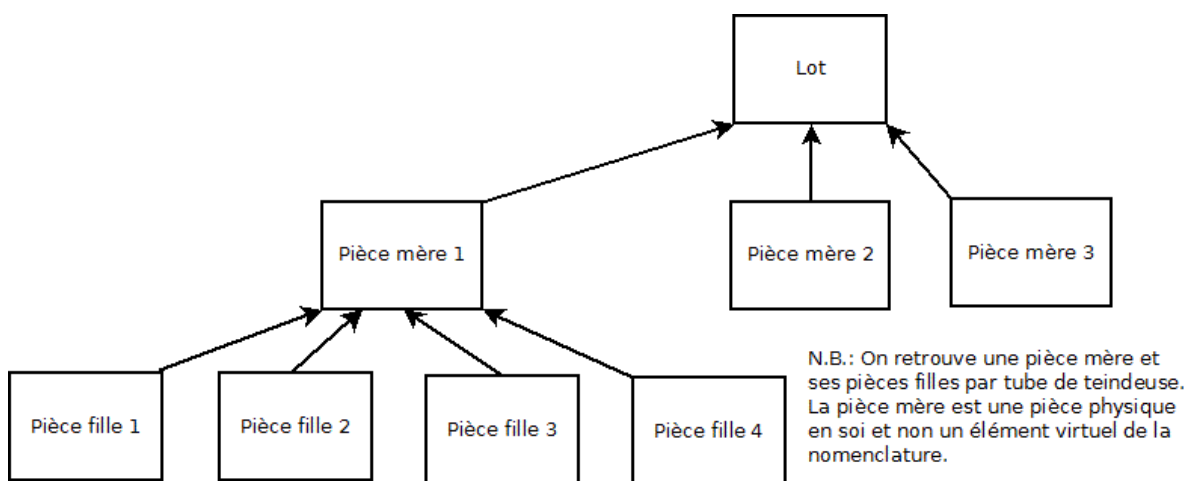 Lot
Pièce mère 1
Pièce mère 2
Pièce mère 3
Pièce fille 1
Pièce fille 2
Pièce fille 3
Pièce fille 4
N.B.: On retrouve une pièce mère et
ses pièces filles par tube de teindeuse.
La pièce mère est une pièce physique
en soi et non un élément virtuel de la
nomenclature.